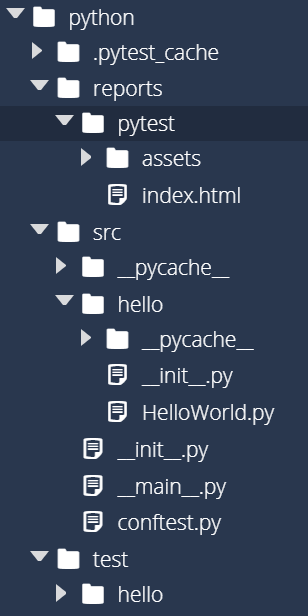 python
.pytest_cache
reports
pytest
assets
index.html
src
__pycache__
hello
__pycache__
__init__.py
HelloWorld.py
__init__.py
__main__.py
conftest.py
test
hello